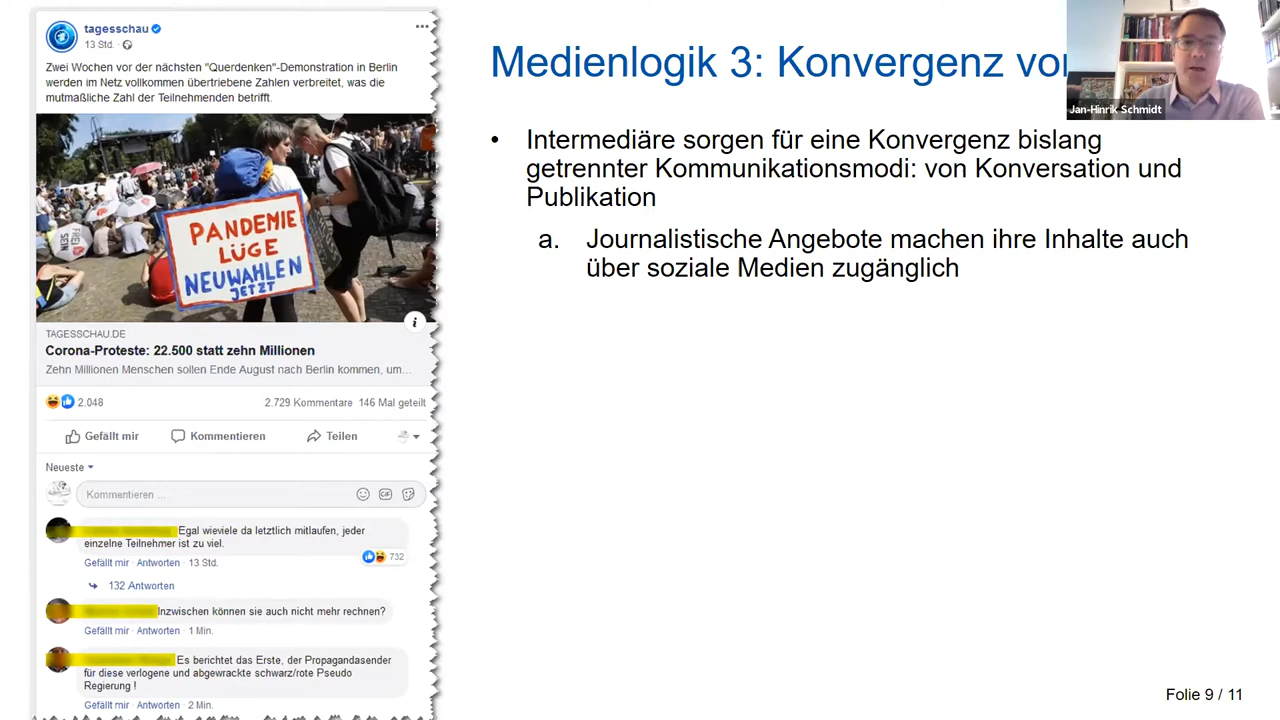 tagesschau
13 Std. ·
Zwei Wochen vor der nächsten "Querdenken"-Demonstration in Berlin
werden im Netz vollkommen übertriebene Zahlen verbreitet, was die
mutmaßliche Zahl der Teilnehmenden betrifft.
FREI
SEIN
PANDEMIE
LÜGE
NEUWAHLEN
JETZT
TAGESSCHAU.DE
Corona-Proteste: 22.500 statt zehn Millionen
Zehn Millionen Menschen sollen Ende August nach Berlin kommen, um...
2.048 2.729 Kommentare 146 Mal geteilt
Gefällt mir Kommentieren Teilen
Neueste
Kommentieren ... GIF
Egal wieviele da letztlich mitlaufen, jeder
einzelne Teilnehmer ist zu viel.
732
Gefällt mir · Antworten · 13 Std.
132 Antworten
Inzwischen können sie auch nicht mehr rechnen?
Gefällt mir · Antworten · 1 Min.
Es berichtet das Erste, der Propagandasender
für diese verlogene und abgewrackte schwarz/rote Pseudo
Regierung !
Gefällt mir · Antworten · 2 Min.
Medienlogik 3: Konvergenz vo
Jan-Hinrik Schmidt
• Intermediäre sorgen für eine Konvergenz bislang
getrennter Kommunikationsmodi: von Konversation und
Publikation
a. Journalistische Angebote machen ihre Inhalte auch
über soziale Medien zugänglich
Folie 9 / 11